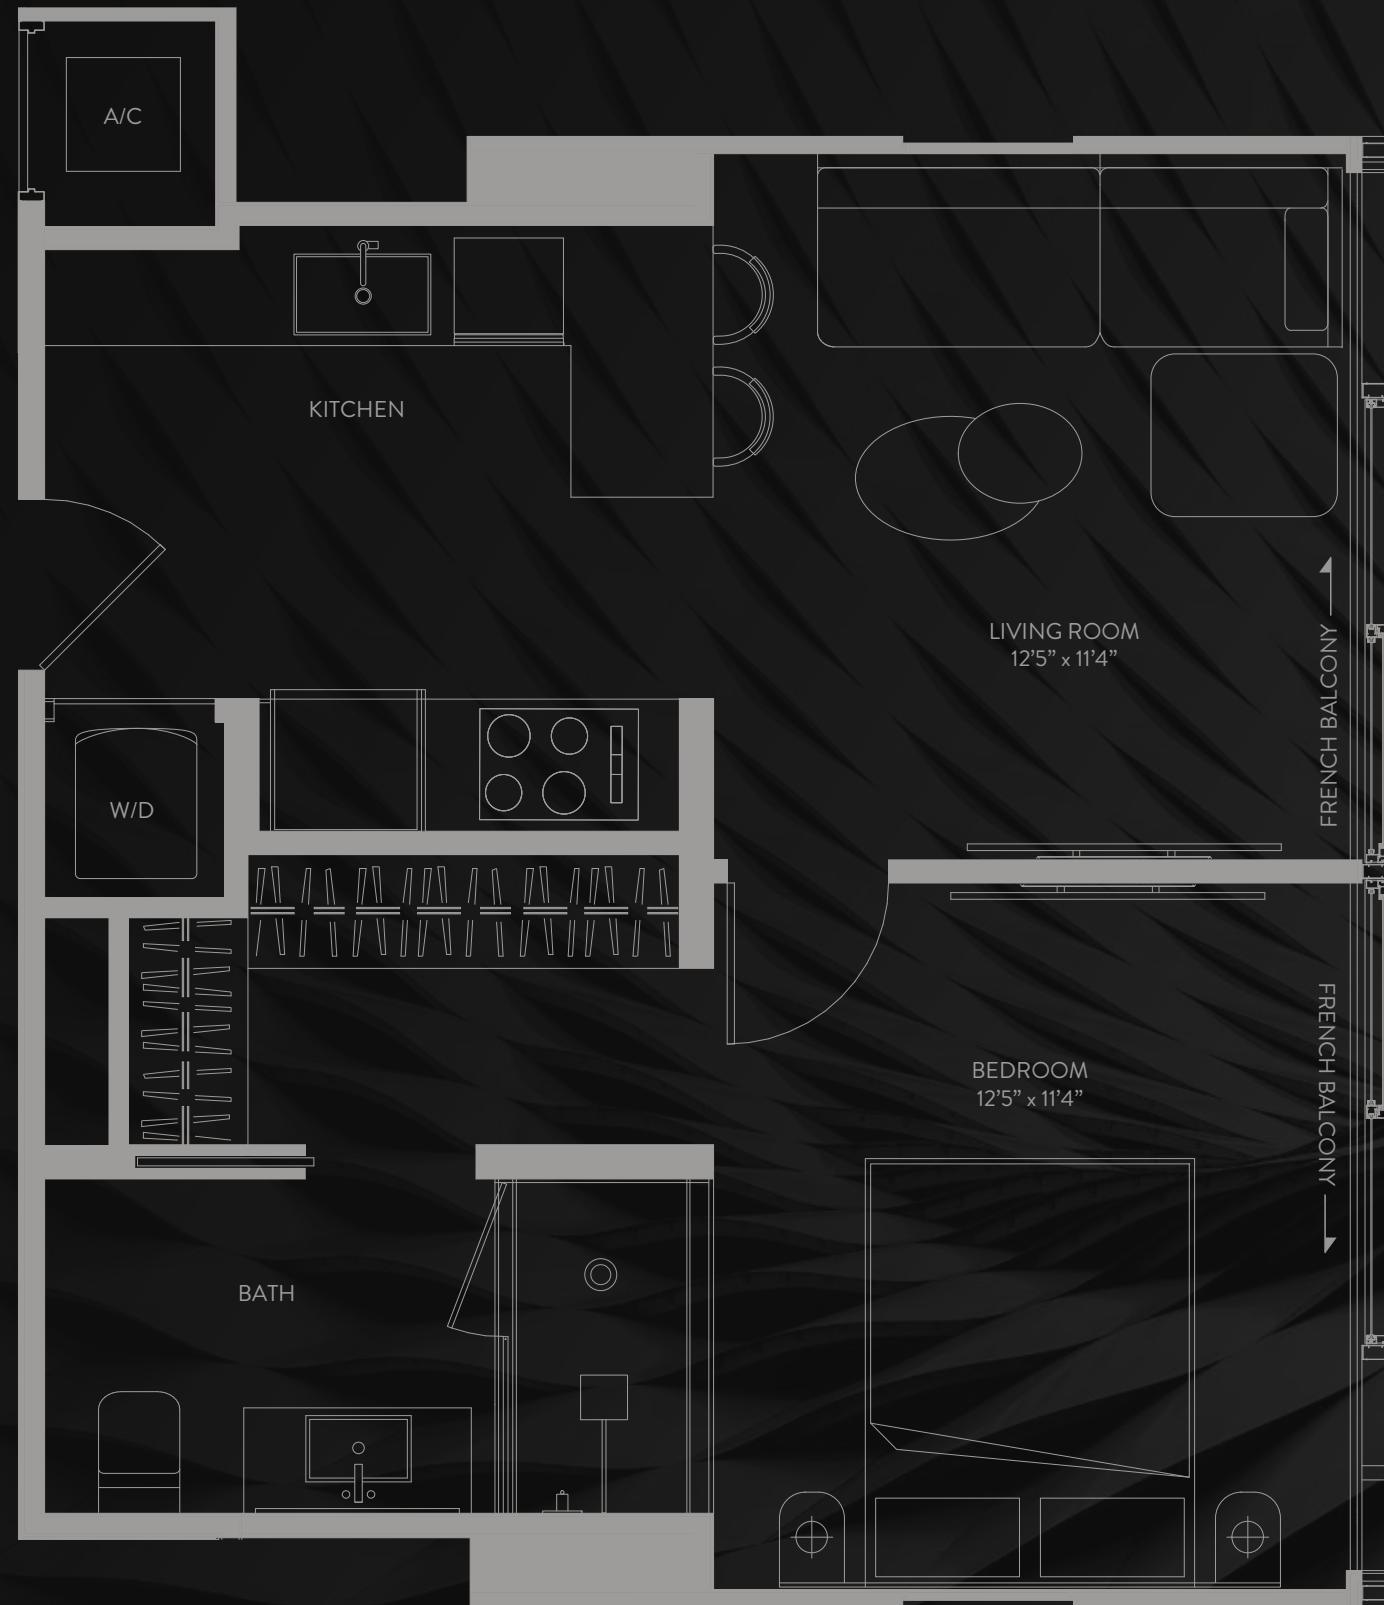 A/C
KITCHEN
LIVING ROOM
12’5” x 11’4”
FRENCH BALCONY
W/D
FRENCH BALCONY
BEDROOM
12’5” x 11’4”
BATH